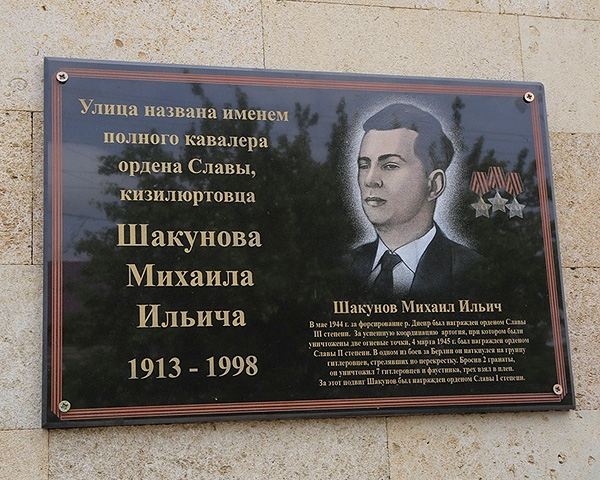 Улица названа именем
полного кавалера
ордена Славы,
кизилюртовца
Шакунова
Михаила
Ильича
1913 - 1998
Шакунов Михаил Ильич
В мае 1944 г. за форсирование р. Днепр был награжден орденом Славы
III степени. За успешную координацию артогня, при котором были
уничтожены две огневые точки, 4 марта 1945 г. был награжден орденом
Славы II степени. В одном из боев за Берлин он наткнулся на группу
гитлеровцев, стрелявших по перекрестку. Бросив 2 гранаты,
он уничтожил 7 гитлеровцев и фаустника, трех взял в плен.
За этот подвиг Шакунов был награжден орденом Славы I степени.